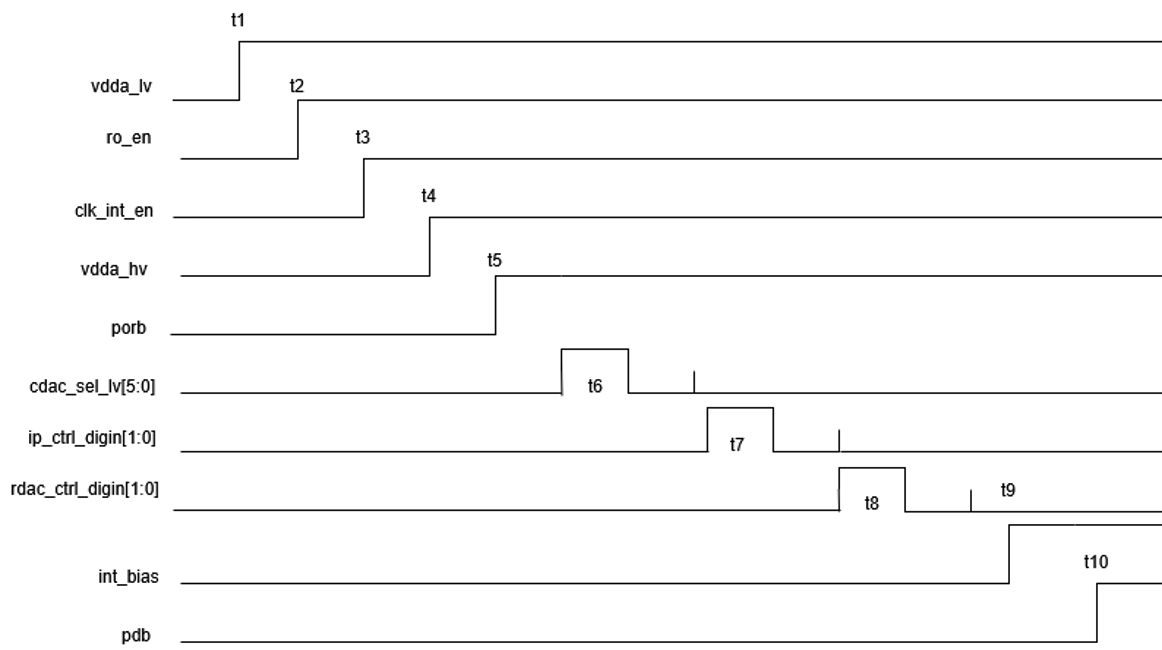 t1
vdda_lv
t2
ro_en
t3
clk_int_en
t4
vdda_hv
t5
porb
cdac_sel_lv[5:0]
t6
ip_ctrl_digin[1:0]
t7
rdac_ctrl_digin[1:0]
t8
t9
int_bias
t10
pdb